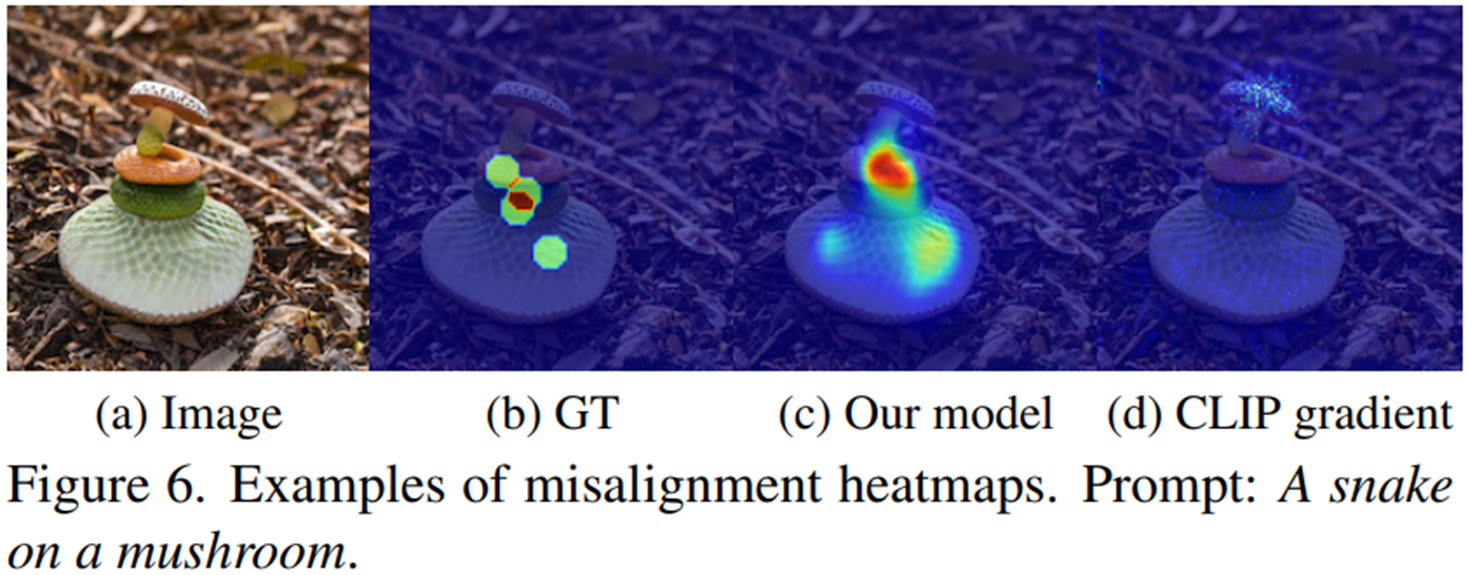 (a) Image (b) GT (c) Our model (d) CLIP gradient
Figure 6. Examples of misalignment heatmaps. Prompt: A snake
on a mushroom.